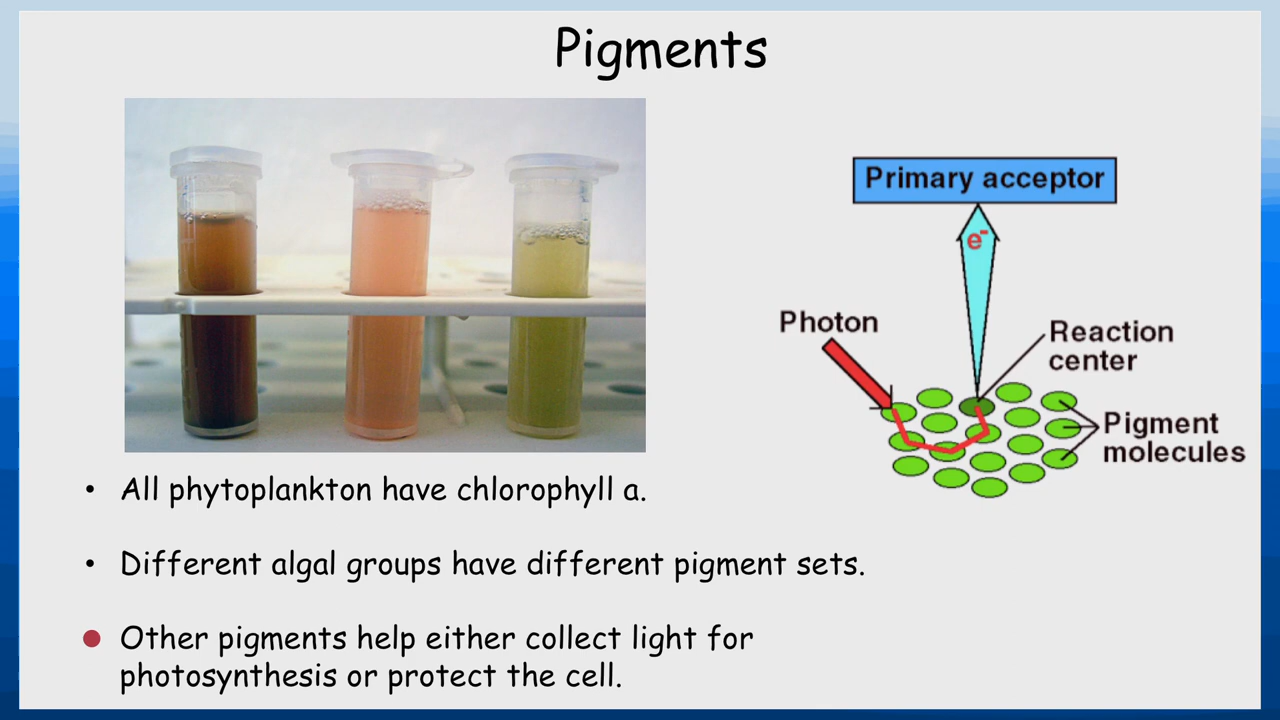 Pigments
Primary acceptor
e-
Photon
Reaction
center
Pigment
molecules
• All phytoplankton have chlorophyll a.
• Different algal groups have different pigment sets.
• Other pigments help either collect light for
photosynthesis or protect the cell.